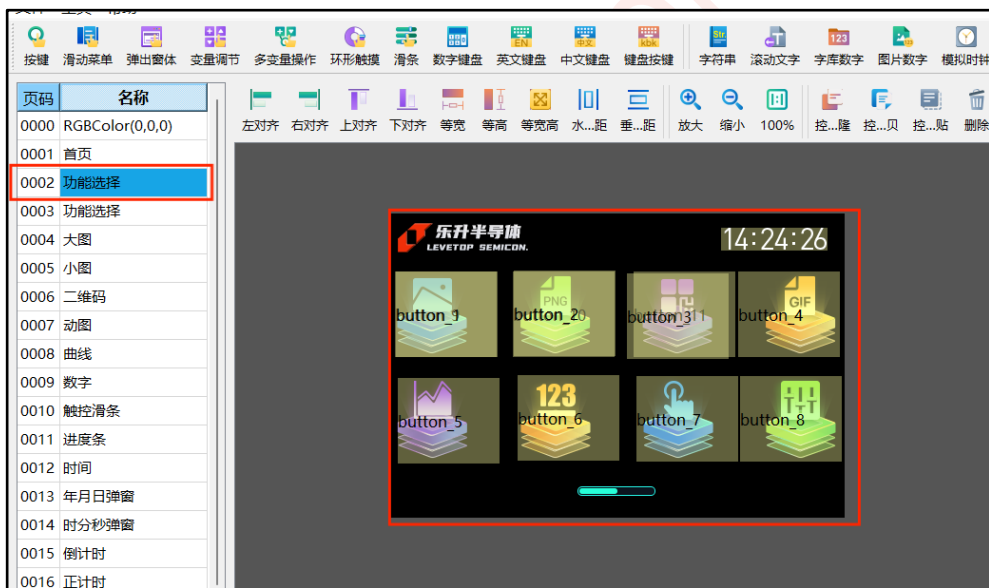 按键 滑动菜单 弹出窗体 变量调节 多变量操作 环形触摸 滑条 数字键盘 英文键盘 中文键盘 键盘按键 字符串 滚动文字 字库数字 图片数字 模拟时钟
EN 中文 kbk Str 123
页码 名称
左对齐 右对齐 上对齐 下对齐 等宽 等高 等宽高 水...距 垂...距 放大 缩小 100% 控...隆 控...贝 控...贴 删除
0000 RGBColor(0,0,0)
0001 首页
0002 功能选择
0003 功能选择
0004 大图
0005 小图
0006 二维码
0007 动图
0008 曲线
0009 数字
0010 触控滑条
0011 进度条
0012 时间
0013 年月日弹窗
0014 时分秒弹窗
0015 倒计时
0016 正计时
乐升半导体
LEVETOP SEMICON.
14:24:26
PNG GIF
button_4
123
button_5 button_6 button_7 button_8